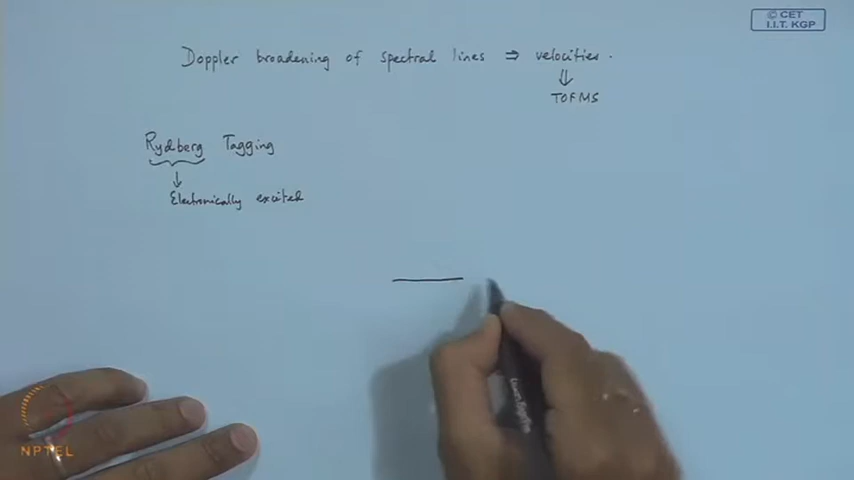 © CET
I.I.T. KGP
Doppler broadening of spectral lines ⇒ velocities.
⇓
TOFMS
Rydberg Tagging
↓
Electronically excited
NPTEL